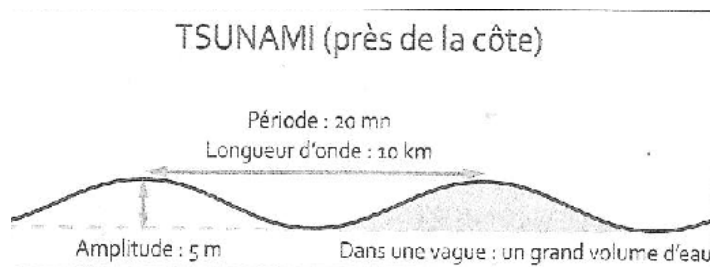 TSUNAMI (près de la côte)
Période : 20 mn
Longueur d'onde : 10 km
Amplitude : 5 m
Dans une vague : un grand volume d'eau